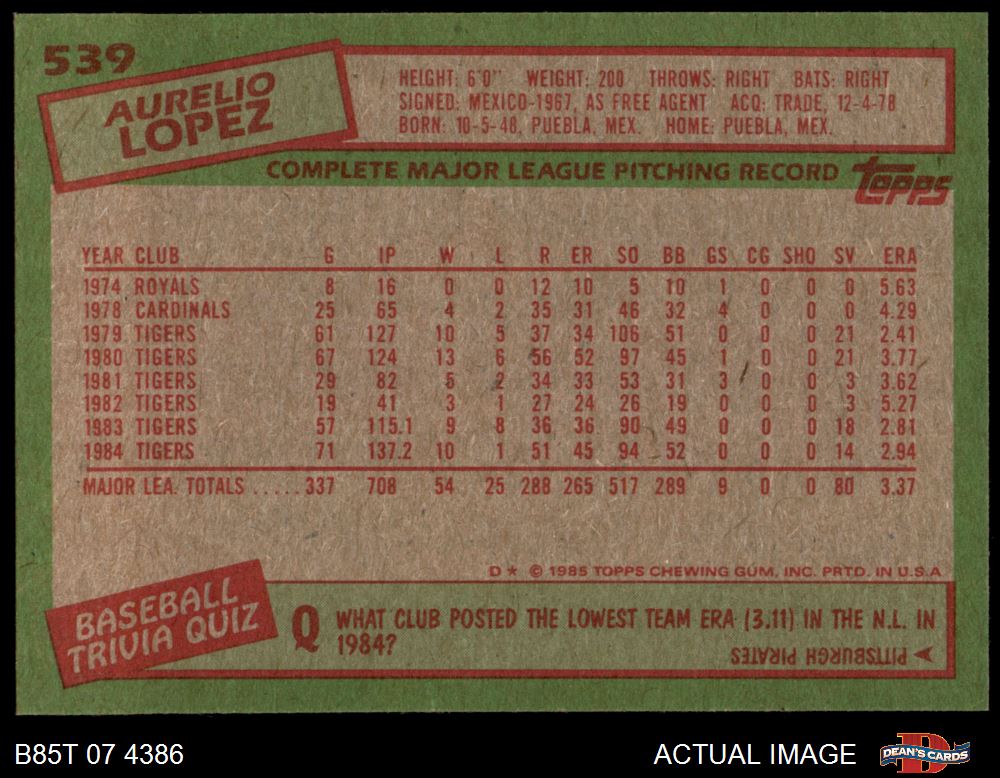 539
AURELIO
LOPEZ
HEIGHT: 6'0" WEIGHT: 200 THROWS: RIGHT BATS: RIGHT
SIGNED: MEXICO-1967, AS FREE AGENT ACQ: TRADE, 12-4-78
BORN: 10-5-48, PUEBLA, MEX. HOME: PUEBLA, MEX.
COMPLETE MAJOR LEAGUE PITCHING RECORD
Topps
YEAR CLUB G IP W L R ER SO BB GS CG SHO SV ERA
1974 ROYALS 8 16 0 0 12 10 5 10 1 0 0 0 5.63
1978 CARDINALS 25 65 4 2 35 31 46 32 4 0 0 0 4.29
1979 TIGERS 61 127 10 5 37 34 106 51 0 0 0 21 2.41
1980 TIGERS 67 124 13 6 56 52 97 45 1 0 0 21 3.77
1981 TIGERS 29 82 5 2 34 33 53 31 3 0 0 3 3.62
1982 TIGERS 19 41 3 1 27 24 26 19 0 0 0 3 5.27
1983 TIGERS 57 115.1 9 8 36 36 90 49 0 0 0 18 2.81
1984 TIGERS 71 137.2 10 1 51 45 94 52 0 0 0 14 2.94
MAJOR LEA. TOTALS .....337 708 54 25 288 265 517 289 9 0 0 80 3.37
D * © 1985 TOPPS CHEWING GUM, INC. PRTD. IN U.S.A
BASEBALL
TRIVIA QUIZ
Q WHAT CLUB POSTED THE LOWEST TEAM ERA (3.11) IN THE N.L. IN
1984?
PITTSBURGH PIRATES
B85T 07 4386
ACTUAL IMAGE
DEAN'S CARDS